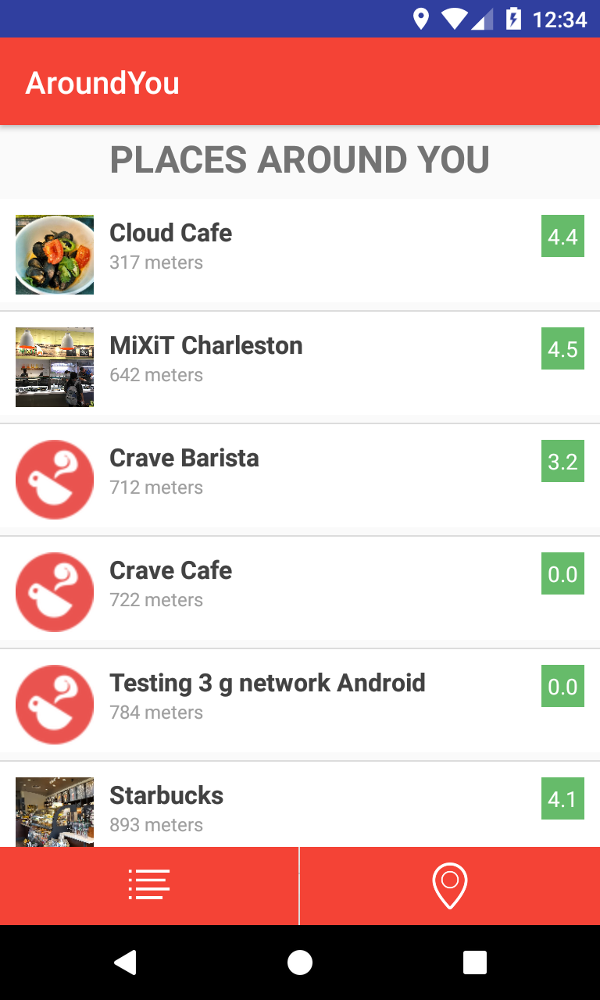 12:34
AroundYou
PLACES AROUND YOU
Cloud Cafe
4.4
317 meters
MiXiT Charleston
4.5
642 meters
Crave Barista
3.2
712 meters
Crave Cafe
0.0
722 meters
Testing 3 g network Android
0.0
784 meters
Starbucks
4.1
893 meters